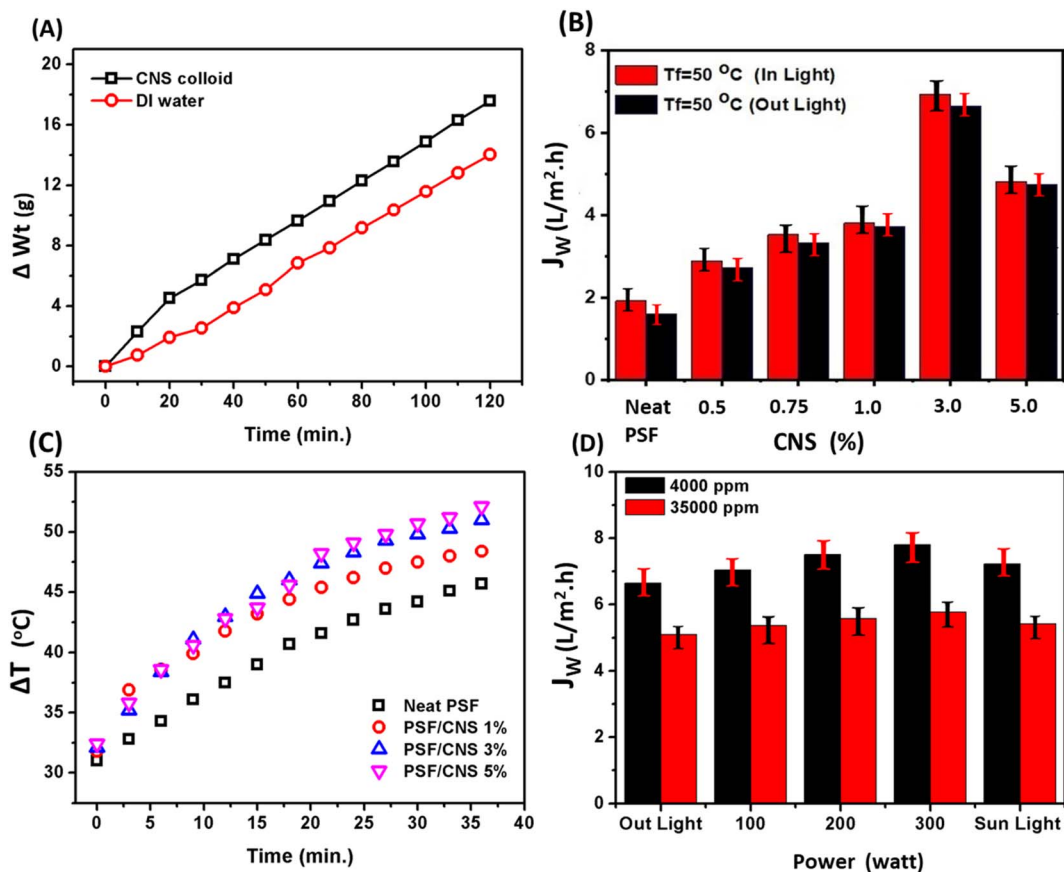 (A)
20
16
12
8
4
0
CNS colloid
DI water
Δ Wt (g)
0 20 40 60 80 100 120
Time (min.)
(B)
8
6
4
2
0
Tf=50 ᴼC (In Light)
Tf=50 ᴼC (Out Light)
J_W (L/m².h)
Neat PSF 0.5 0.75 1.0 3.0 5.0
CNS (%)
(C)
55
50
45
40
35
30
ΔT (ᵒC)
Neat PSF
PSF/CNS 1%
PSF/CNS 3%
PSF/CNS 5%
0 5 10 15 20 25 30 35 40
Time (min.)
(D)
10
8
6
4
2
0
4000 ppm
35000 ppm
J_W (L/m².h)
Out Light 100 200 300 Sun Light
Power (watt)